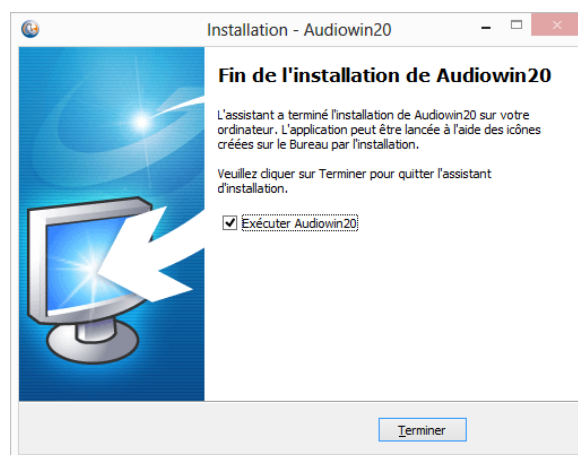 Installation - Audiowin20
Fin de l'installation de Audiowin20
L'assistant a terminé l'installation de Audiowin20 sur votre
ordinateur. L'application peut être lancée à l'aide des icônes
créées sur le Bureau par l'installation.
Veuillez cliquer sur Terminer pour quitter l'assistant
d'installation.
Exécuter Audiowin20
Terminer